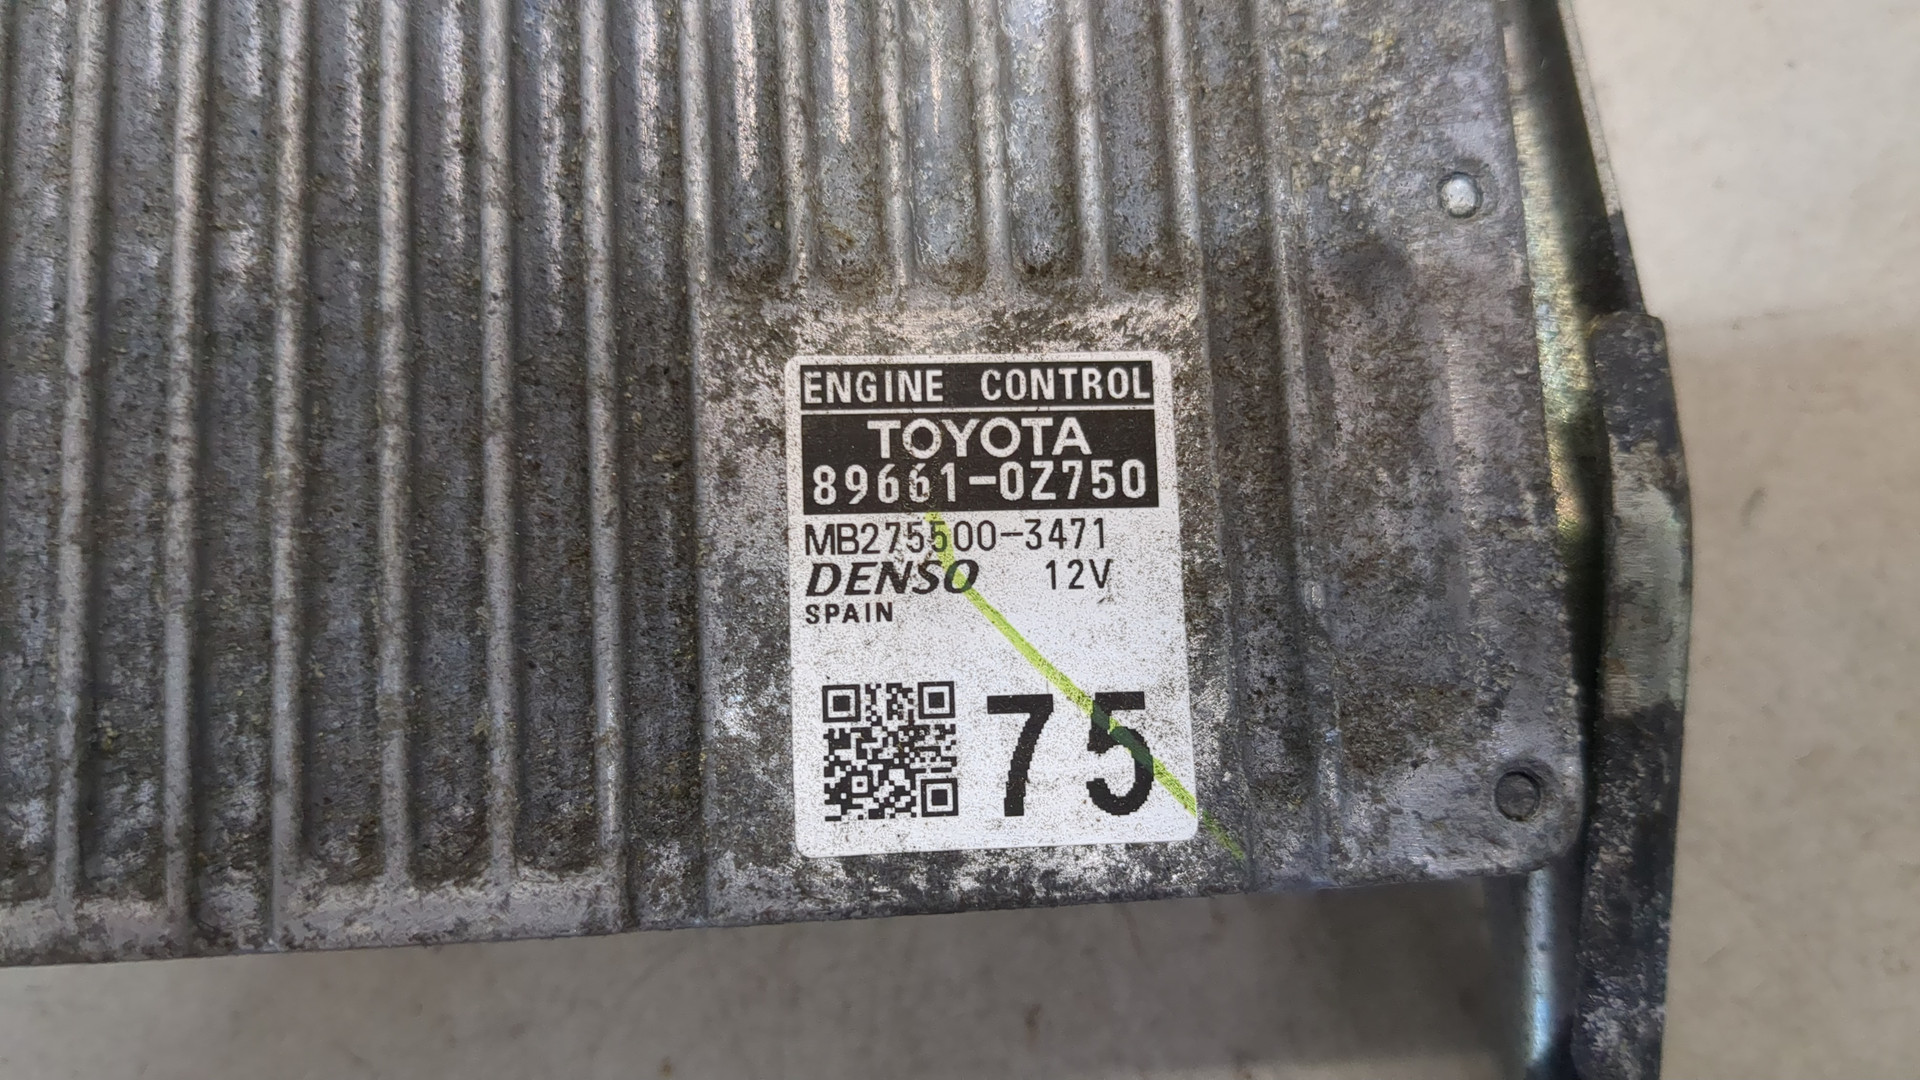 ENGINE CONTROL
TOYOTA
89661-0Z750
MB275500-3471
DENSO 12V
SPAIN
75